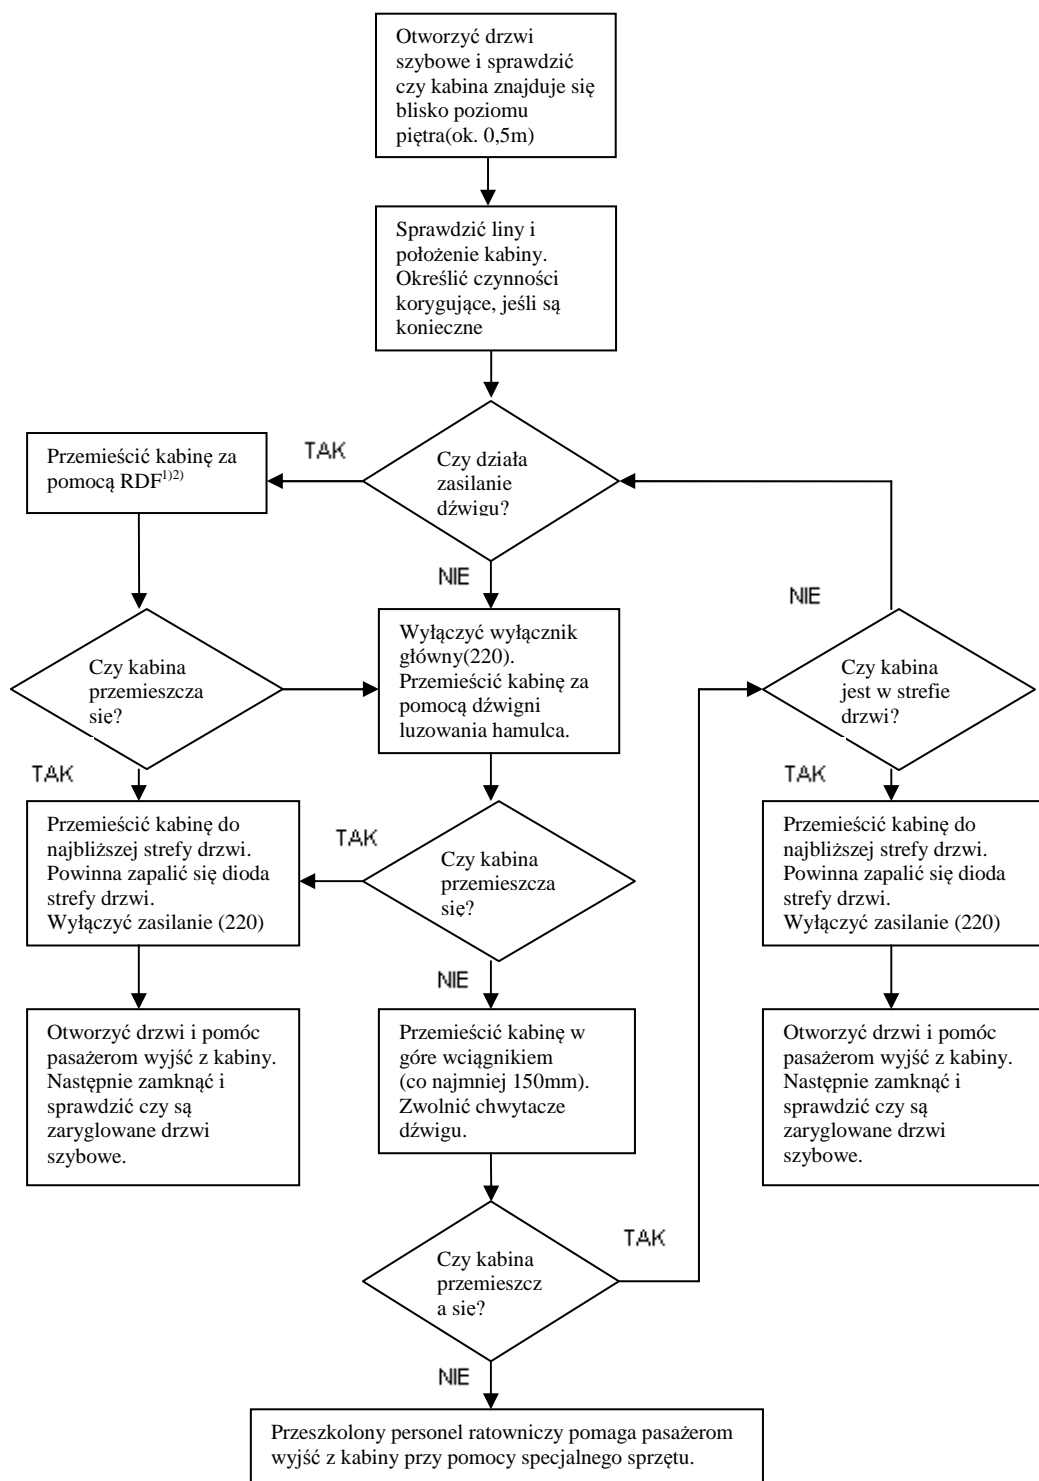 Otworzyć drzwi
szybowe i sprawdzić
czy kabina znajduje się
blisko poziomu
piętra(ok. 0,5m)
Sprawdzić liny i
położenie kabiny.
Określić czynności
korygujące, jeśli są
konieczne
Przemieścić kabinę za
pomocą RDF1)2)
TAK
Czy działa
zasilanie
dźwigu?
NIE
NIE
Czy kabina
przemieszcza
sie?
Wyłączyć wyłącznik
główny(220).
Przemieścić kabinę za
pomocą dźwigni
luzowania hamulca.
Czy kabina
jest w strefie
drzwi?
TAK
TAK
Przemieścić kabinę do
najbliższej strefy drzwi.
Powinna zapalić się dioda
strefy drzwi.
Wyłączyć zasilanie (220)
TAK
Czy kabina
przemieszcza
się?
Przemieścić kabinę do
najbliższej strefy drzwi.
Powinna zapalić się dioda
strefy drzwi.
Wyłączyć zasilanie (220)
NIE
Otworzyć drzwi i pomóc
pasażerom wyjść z kabiny.
Następnie zamknąć i
sprawdzić czy są
zaryglowane drzwi
szybowe.
Przemieścić kabinę w
góre wciągnikiem
(co najmniej 150mm).
Zwolnić chwytacze
dźwigu.
Otworzyć drzwi i pomóc
pasażerom wyjść z kabiny.
Następnie zamknąć i
sprawdzić czy są
zaryglowane drzwi
szybowe.
Czy kabina
przemieszcz
a sie?
TAK
NIE
Przeszkolony personel ratowniczy pomaga pasażerom
wyjść z kabiny przy pomocy specjalnego sprzętu.